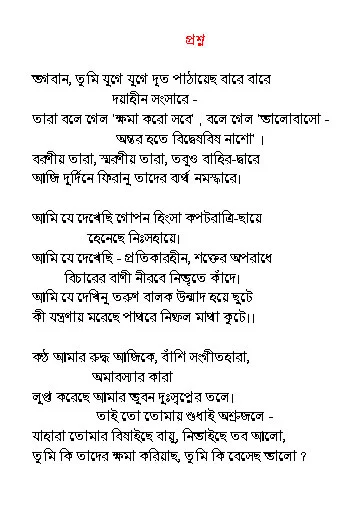 প্রশ্ন
ভগবান, তুমি যুগে যুগে দূত পাঠায়েছ বারে বারে
দয়াহীন সংসারে -
তারা বলে গেল 'ক্ষমা করো সবে', বলে গেল 'ভালোবাসো -
অন্তর হতে বিদ্বেষবিষ নাশো' ।
বরণীয় তারা, স্মরণীয় তারা, তবুও বাহির-দ্বারে
আজি দুর্দিনে ফিরানু তাদের ব্যর্থ নমস্কারে।
আমি যে দেখেছি গোপন হিংসা কপটরাত্রি-ছায়ে
হেনেছে নিঃসহায়ে।
আমি যে দেখেছি - প্রতিকারহীন, শক্তের অপরাধে
বিচারের বাণী নীরবে নিভৃতে কাঁদে।
আমি যে দেখিনু তরুণ বালক উন্মাদ হয়ে ছুটে
কী যন্ত্রণায় মরেছে পাথরে নিষ্ফল মাথা কুটে।।
কণ্ঠ আমার রুদ্ধ আজিকে, বাঁশি সংগীতহারা,
অমাবস্যার কারা
লুপ্ত করেছে আমার ভুবন দুঃস্বপ্নের তলে।
তাই তো তোমায় শুধাই অশ্রুজলে -
যাহারা তোমার বিষাইছে বায়ু, নিভাইছে তব আলো,
তুমি কি তাদের ক্ষমা করিয়াছ, তুমি কি বেসেছ ভালো ?